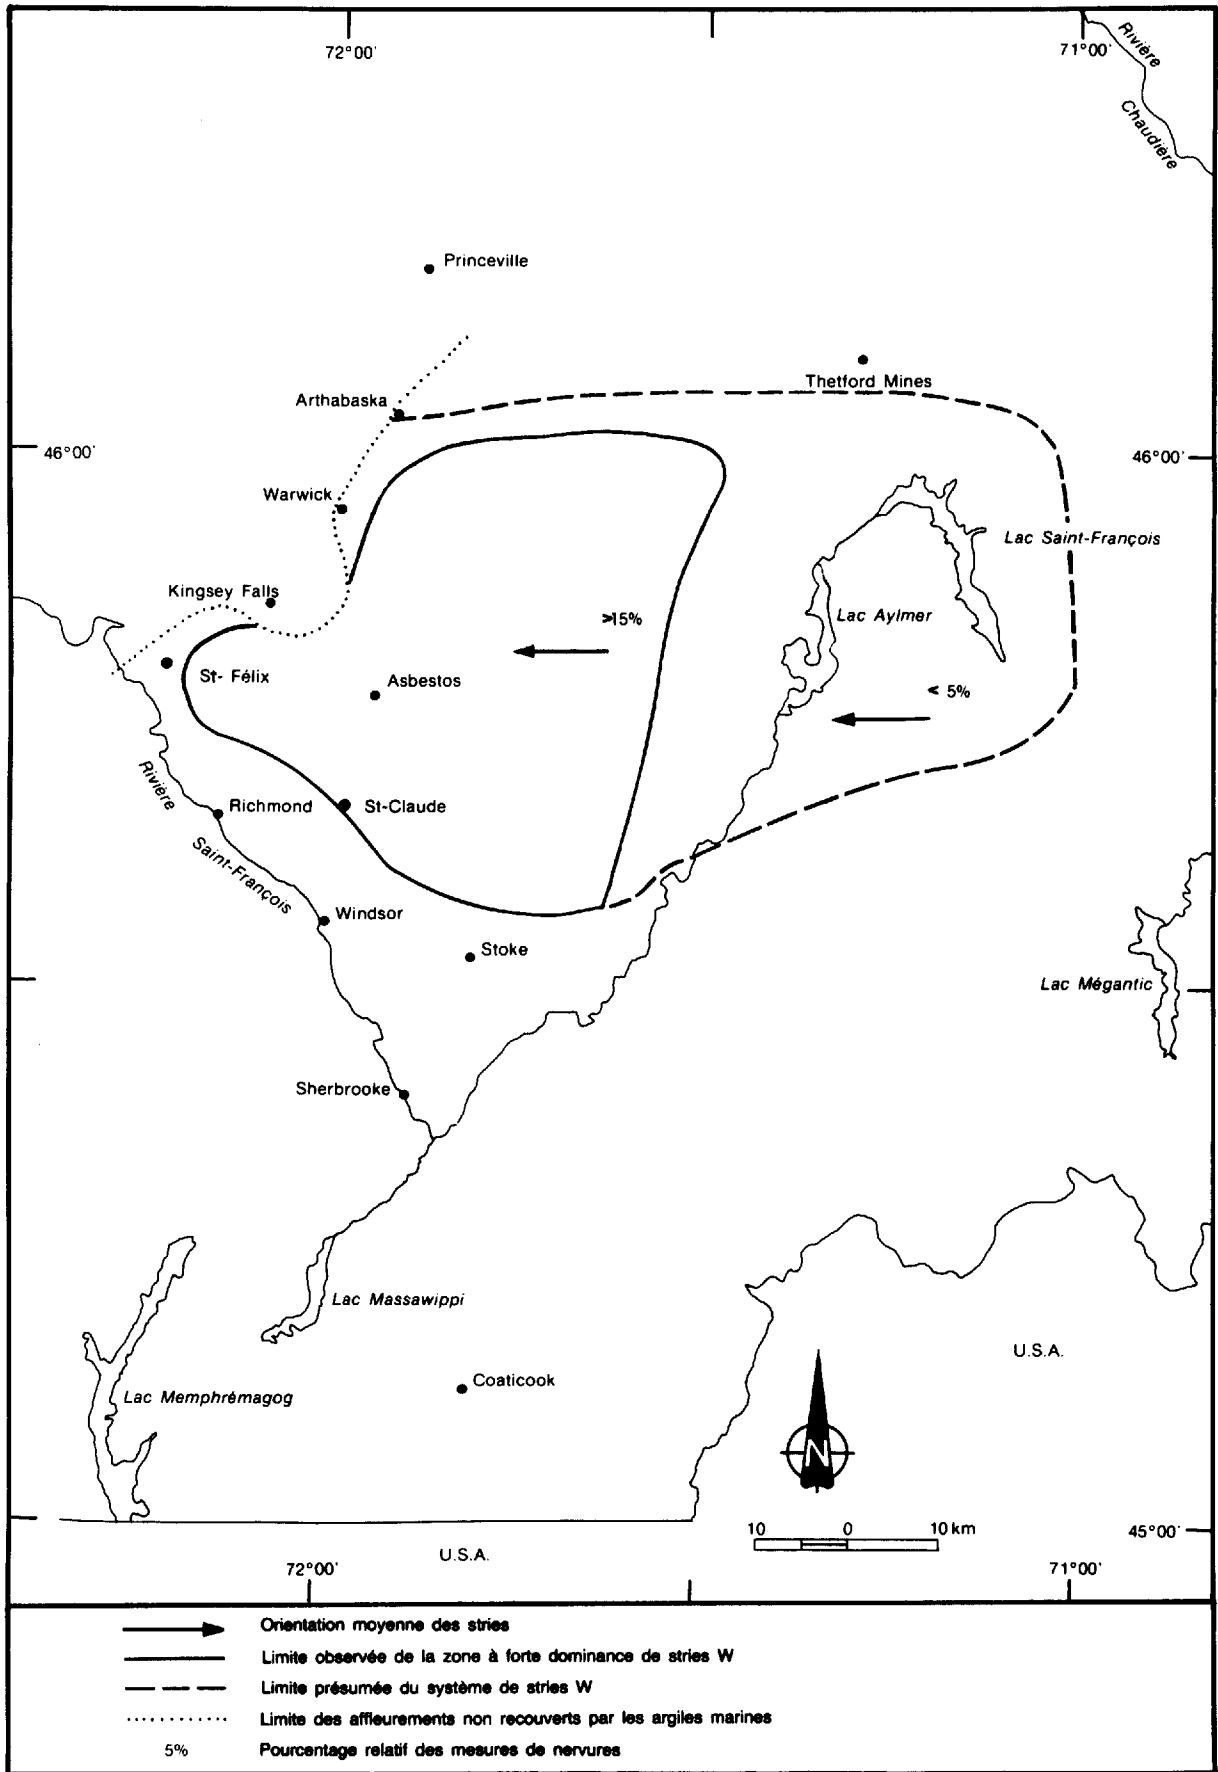 72°00'
71°00'
Rivière
Chaudière
Princeville
Thetford Mines
Arthabaska
46°00'
46°00'
Warwick
Lac Saint-François
Kingsey Falls
>15%
Lac Aylmer
St- Félix
Asbestos
< 5%
Rivière
Richmond
St-Claude
Saint-François
Windsor
Stoke
Lac Mégantic
Sherbrooke
Lac Massawippi
U.S.A.
Coaticook
Lac Memphrémagog
N
10 0 10 km
45°00'
U.S.A.
72°00'
71°00'
Orientation moyenne des stries
Limite observée de la zone à forte dominance de stries W
Limite présumée du système de stries W
Limite des affleurements non recouverts par les argiles marines
5% Pourcentage relatif des mesures de nervures